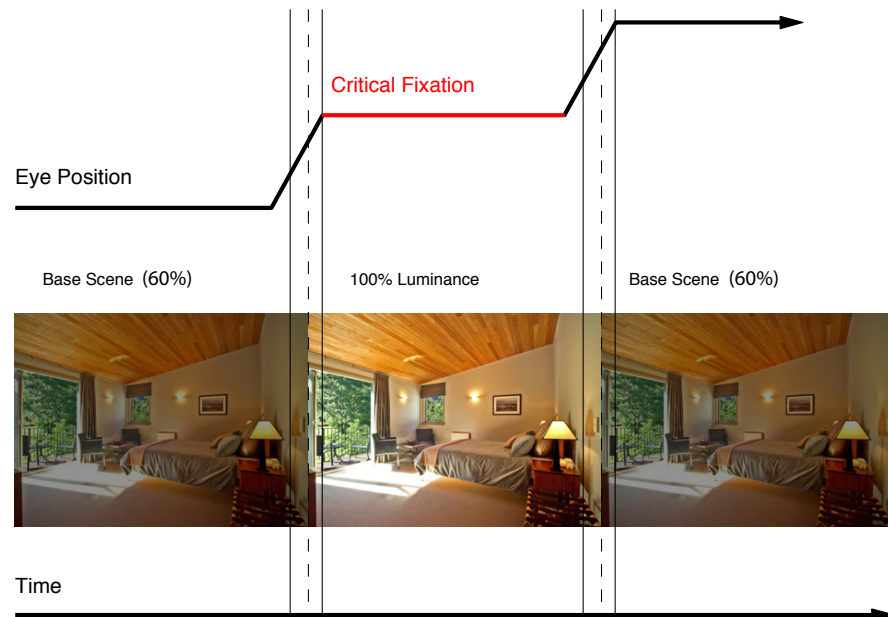 Critical Fixation
Eye Position
Base Scene (60%)
100% Luminance
Base Scene (60%)
Time